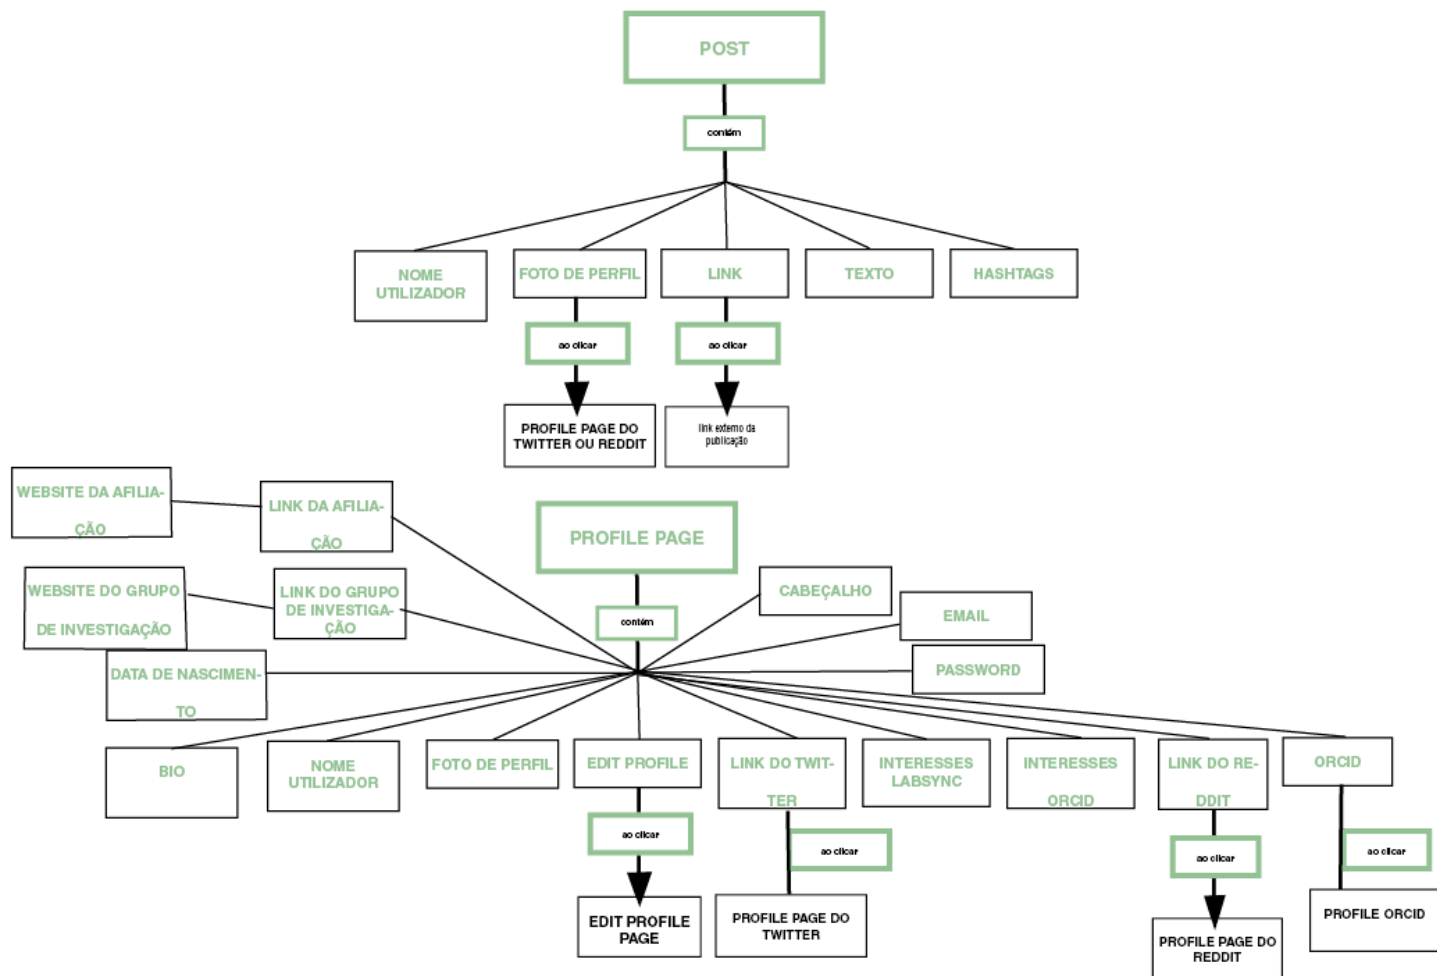 POST
contém
NOME
UTILIZADOR
FOTO DE PERFIL
LINK
TEXTO
HASHTAGS
ao clicar
ao clicar
PROFILE PAGE DO
TWITTER OU REDDIT
link externo da
publicação
WEBSITE DA AFILIA-
ÇÃO
LINK DA AFILIA-
ÇÃO
PROFILE PAGE
contém
CABEÇALHO
EMAIL
PASSWORD
WEBSITE DO GRUPO
DE INVESTIGAÇÃO
LINK DO GRUPO
DE INVESTIGA-
ÇÃO
DATA DE NASCIMEN-
TO
BIO
NOME
UTILIZADOR
FOTO DE PERFIL
EDIT PROFILE
LINK DO TWIT-
TER
INTERESSES
LABSYNC
INTERESSES
ORCID
LINK DO RE-
DDIT
ORCID
ao clicar
ao clicar
ao clicar
ao clicar
EDIT PROFILE
PAGE
PROFILE PAGE DO
TWITTER
PROFILE PAGE DO
REDDIT
PROFILE ORCID